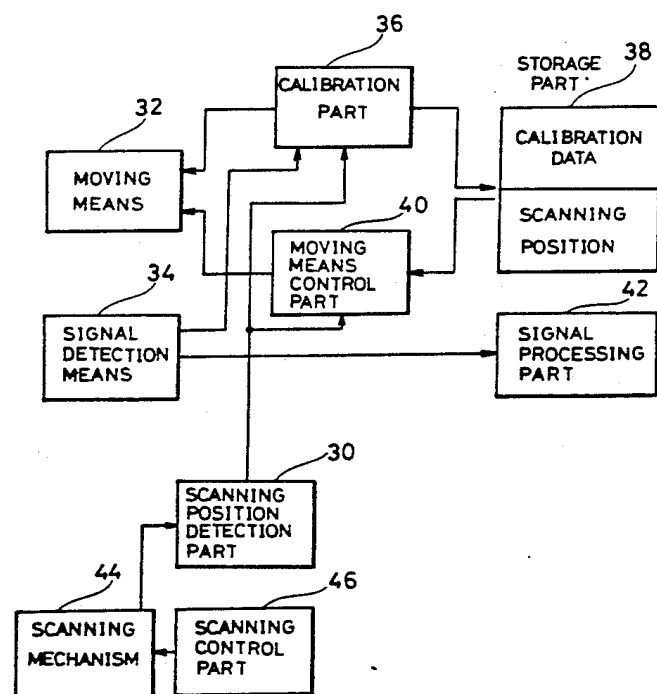 36
CALIBRATION
PART
STORAGE
PART
38
CALIBRATION
DATA
SCANNING
POSITION
32
MOVING
MEANS
40
MOVING
MEANS
CONTROL
PART
34
SIGNAL
DETECTION
MEANS
42
SIGNAL
PROCESSING
PART
30
SCANNING
POSITION
DETECTION
PART
44
SCANNING
MECHANISM
46
SCANNING
CONTROL
PART